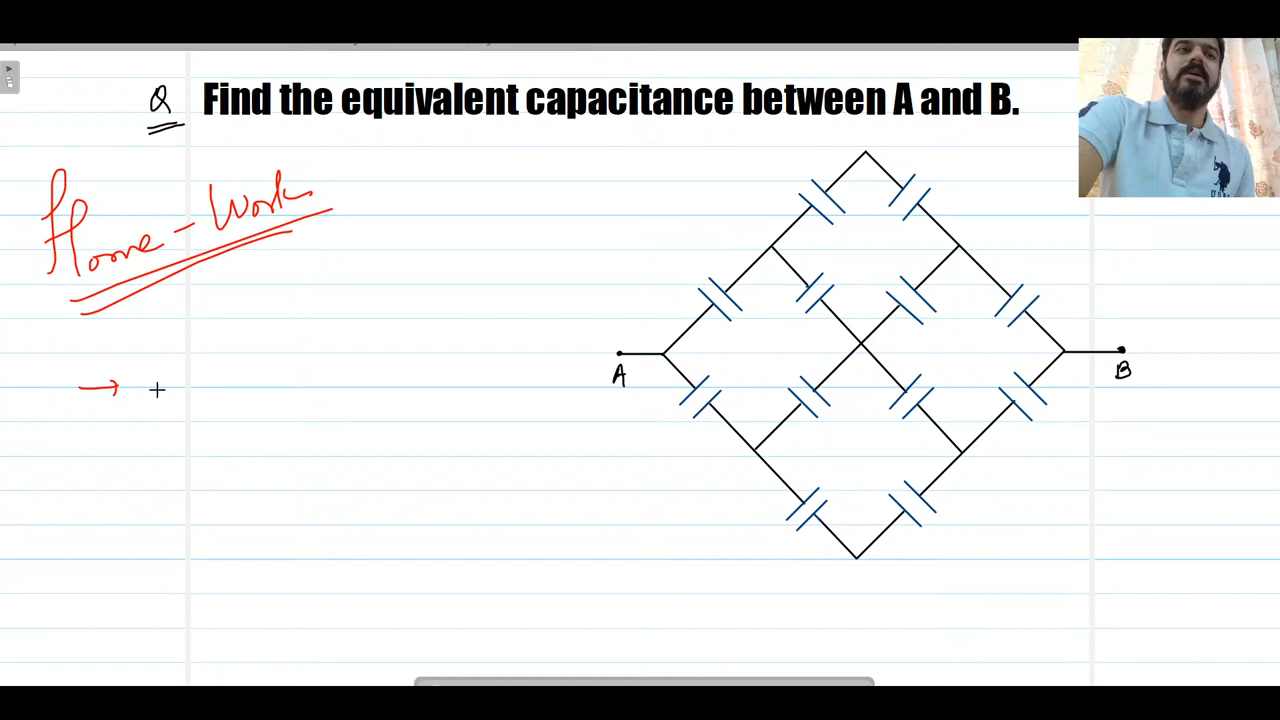 Q Find the equivalent capacitance between A and B.
Home-Work
→
A
B